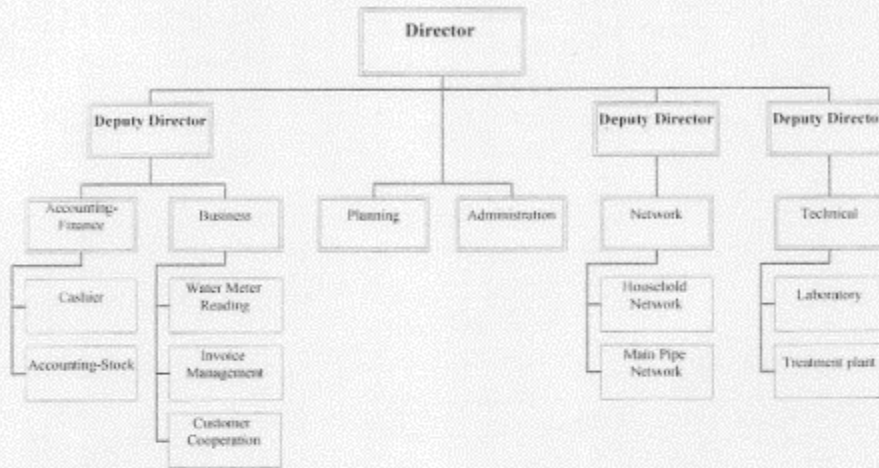 Director
Deputy Director
Deputy Director
Deputy Directo
Accounting-
Finance
Business
Planning
Administration
Network
Technical
Cashier
Water Meter
Reading
Household
Network
Laboratory
Accounting-Stock
Invoice
Management
Main Pipe
Network
Treatment plant
Customer
Cooperation